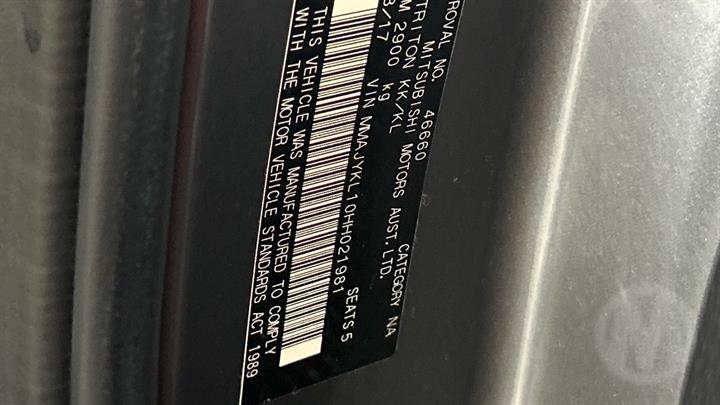 ROVAL NO. 46660 CATEGORY NA
MITSUBISHI MOTORS AUST. LTD.
TRITON KK/KL
M 2900 kg SEATS 5
/17 VIN MMAJYKL10HH021981
THIS VEHICLE WAS MANUFACTURED TO COMPLY
WITH THE MOTOR VEHICLE STANDARDS ACT 1989